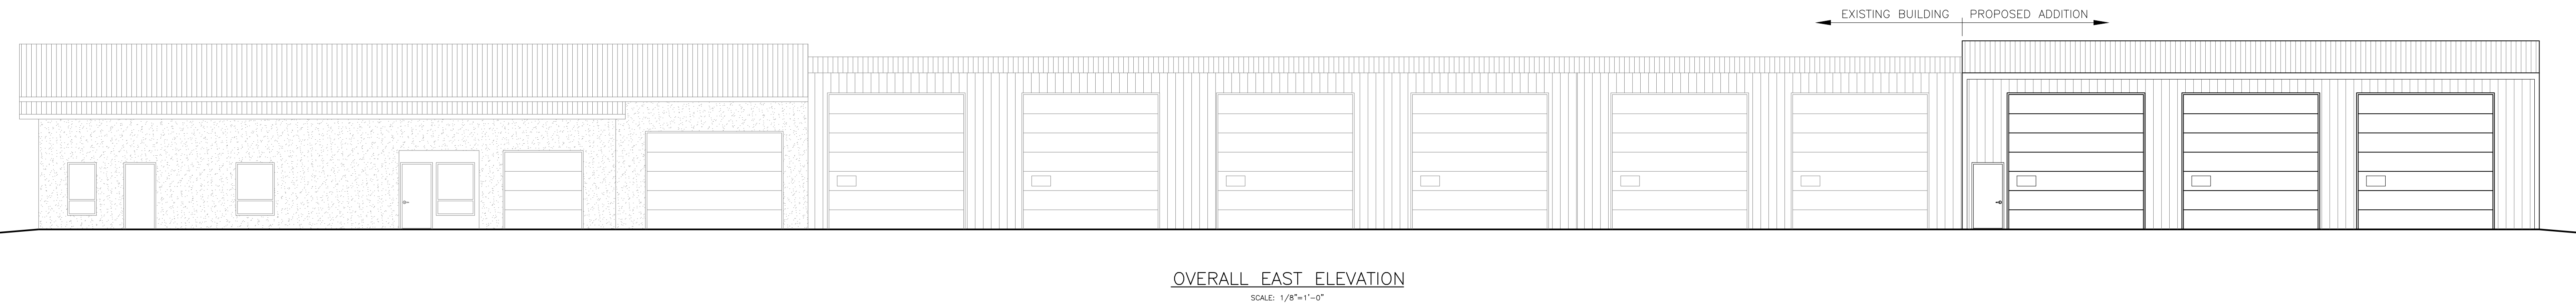 EXISTING BUILDING
PROPOSED ADDITION
OVERALL EAST ELEVATION
SCALE: 1/8"=1'-0"